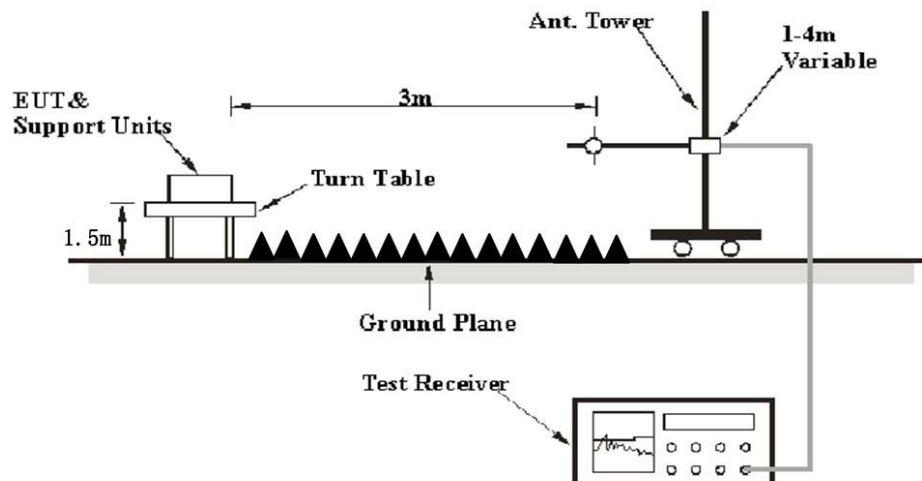 Ant. Tower
1-4m
Variable
3m
EUT&
Support Units
Turn Table
1.5m
Ground Plane
Test Receiver